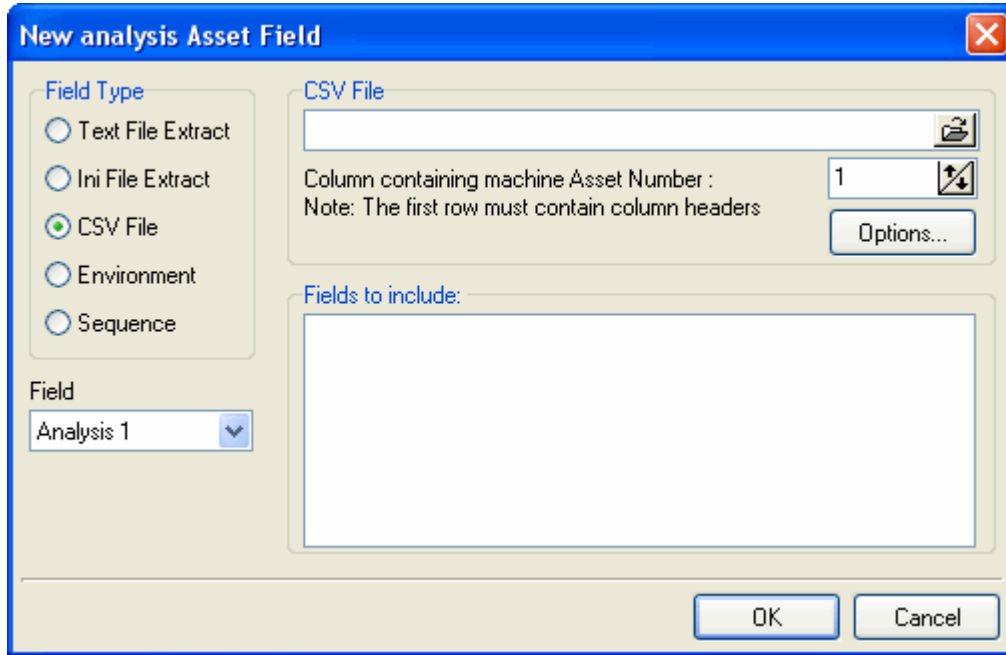 New analysis Asset Field
Field Type
Text File Extract
Ini File Extract
CSV File
Environment
Sequence
Field
Analysis 1
CSV File
Column containing machine Asset Number :
1
Note: The first row must contain column headers
Options...
Fields to include:
OK
Cancel